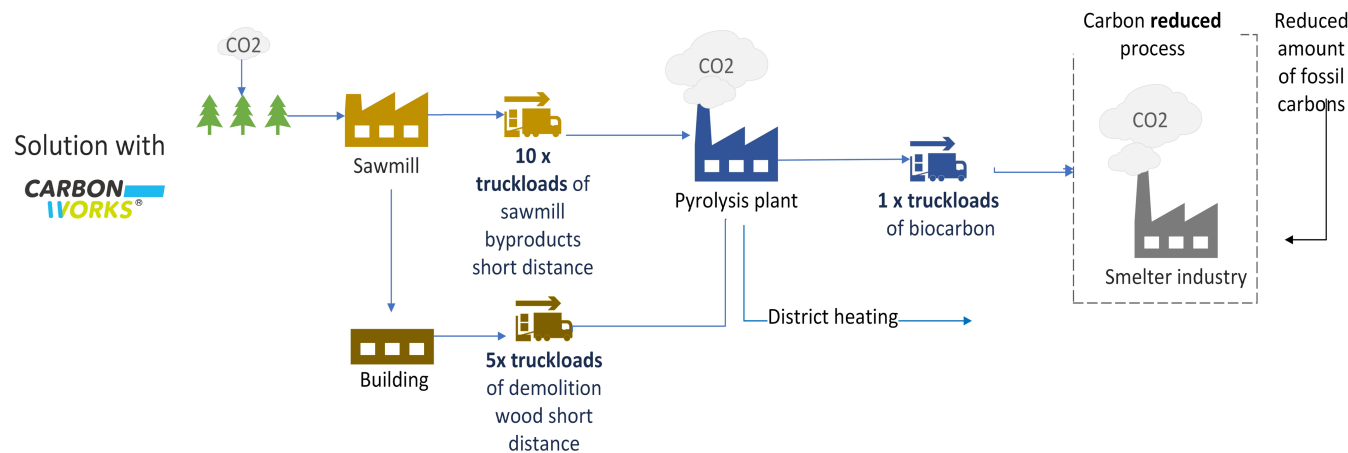 CO2
Solution with
CARBON
WORKS®
Sawmill
10 x
truckloads of
sawmill
byproducts
short distance
Building
5x truckloads
of demolition
wood short
distance
CO2
Pyrolysis plant
District heating
1 x truckloads
of biocarbon
Carbon reduced
process
CO2
Smelter industry
Reduced
amount
of fossil
carbons